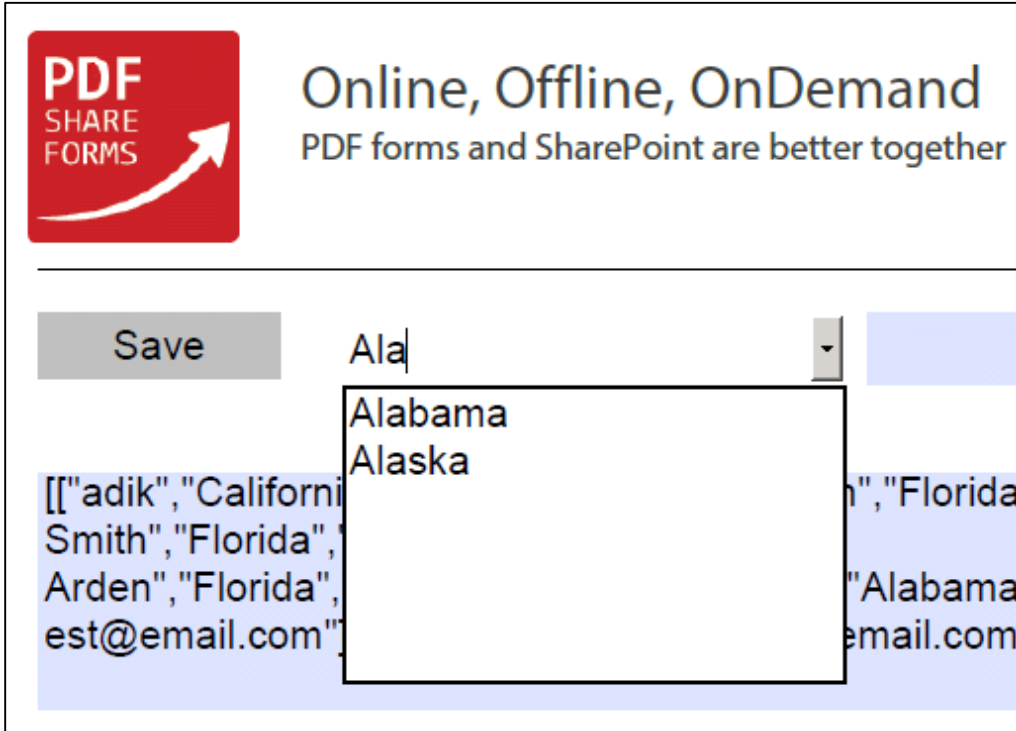 PDF
SHARE
FORMS
Online, Offline, OnDemand
PDF forms and SharePoint are better together
Save
Ala
Alabama
Alaska
[["adik","Californi n","Florida
Smith","Florida","
Arden","Florida", "Alabama
est@email.com"] email.com